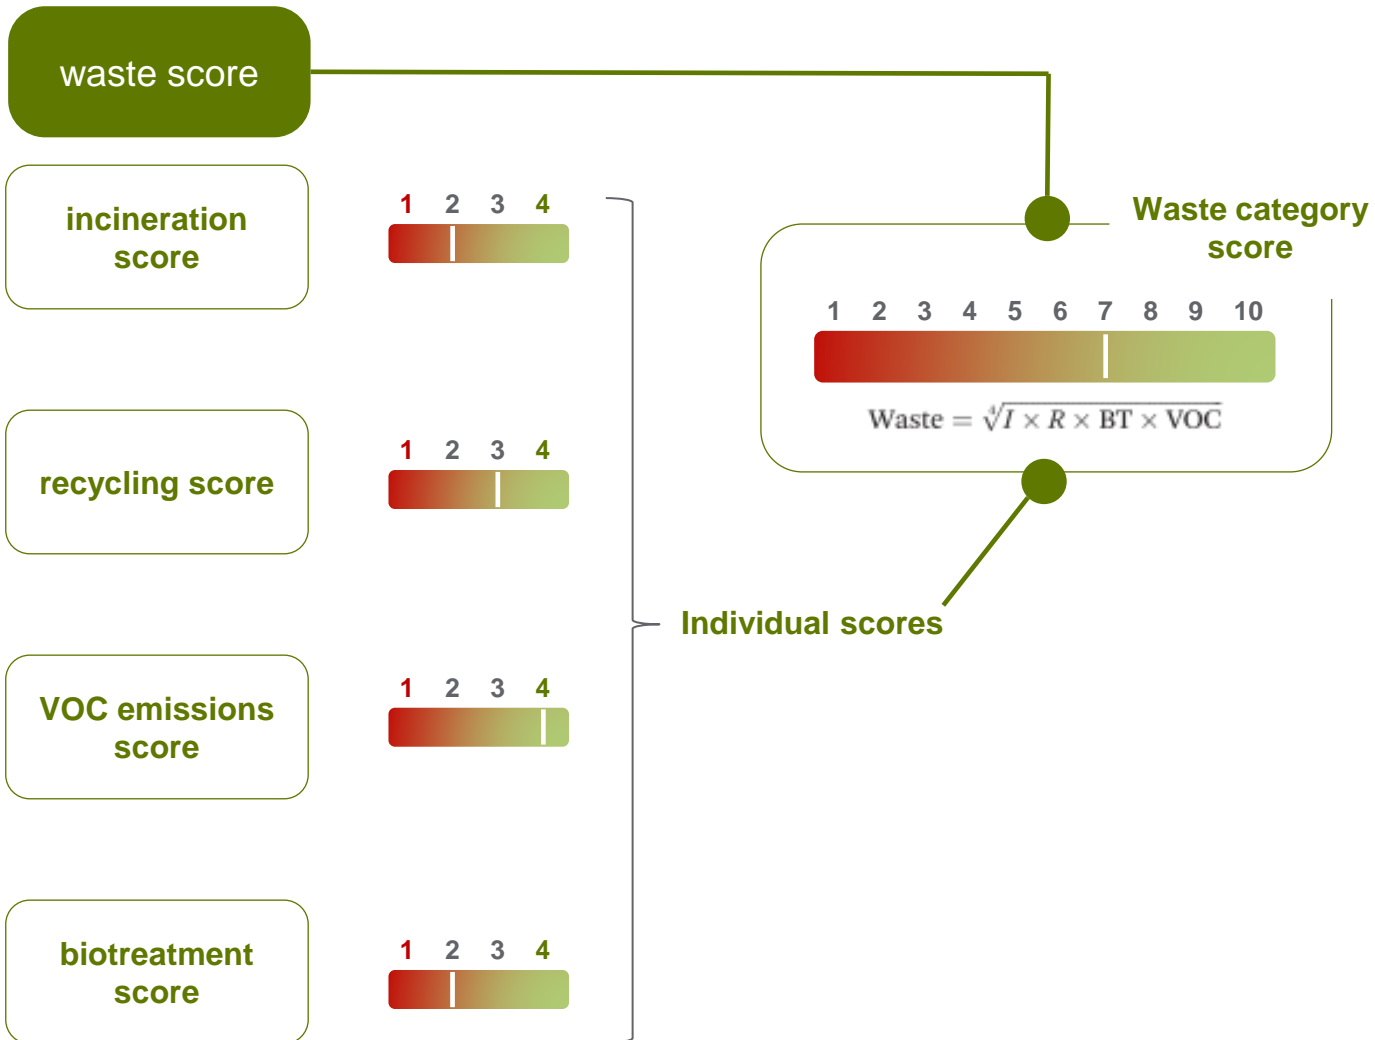 waste score
incineration
score
1 2 3 4
recycling score
1 2 3 4
VOC emissions
score
1 2 3 4
biotreatment
score
1 2 3 4
Individual scores
Waste category
score
1 2 3 4 5 6 7 8 9 10
Waste = ∜I × R × BT × VOC